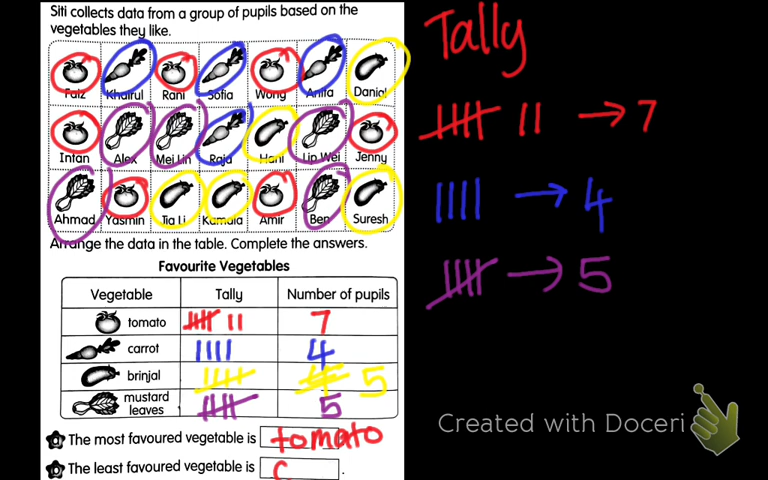 Siti collects data from a group of pupils based on the
vegetables they like.
Faiz Khairul Rani Sofia Wong Anita Danial
Intan Alex Mei Lin Raja Hani Lin Wei Jenny
Ahmad Yasmin Tia Li Kamala Amir Ben Suresh
Arrange the data in the table. Complete the answers.
Favourite Vegetables
Vegetable Tally Number of pupils
tomato 7
carrot 4
brinjal 5
mustard
leaves 5
The most favoured vegetable is tomato
The least favoured vegetable is c .
Tally
→ 7
→ 4
→ 5
Created with Doceri